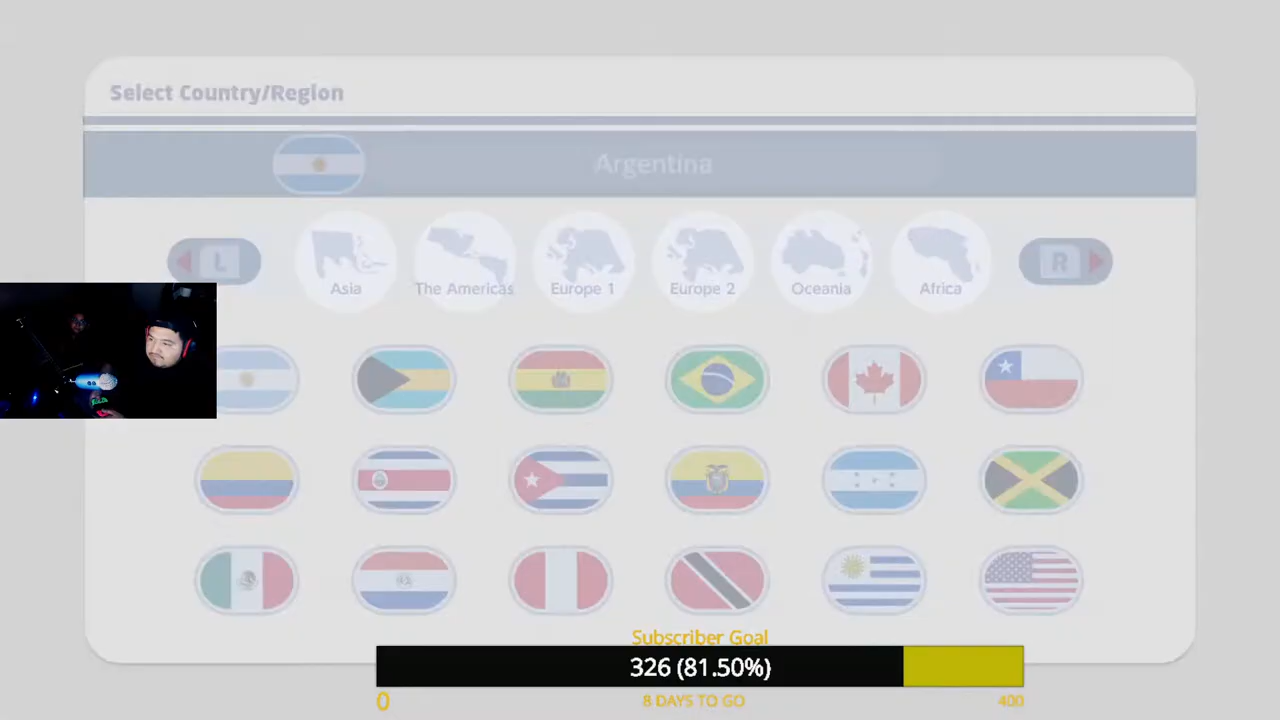 Select Country/Region
Argentina
L
R
Asia
The Americas
Europe 1
Europe 2
Oceania
Africa
Subscriber Goal
326 (81.50%)
0
8 DAYS TO GO
400